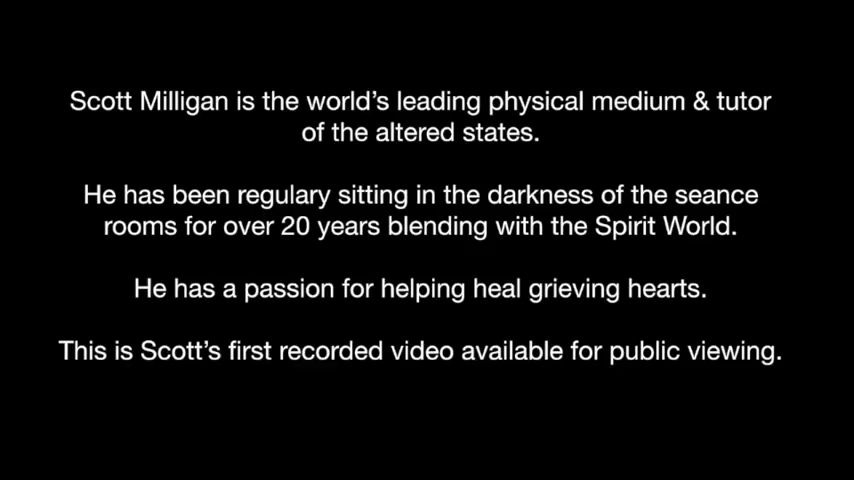 Scott Milligan is the world's leading physical medium & tutor
of the altered states.
He has been regulary sitting in the darkness of the seance
rooms for over 20 years blending with the Spirit World.
He has a passion for helping heal grieving hearts.
This is Scott's first recorded video available for public viewing.